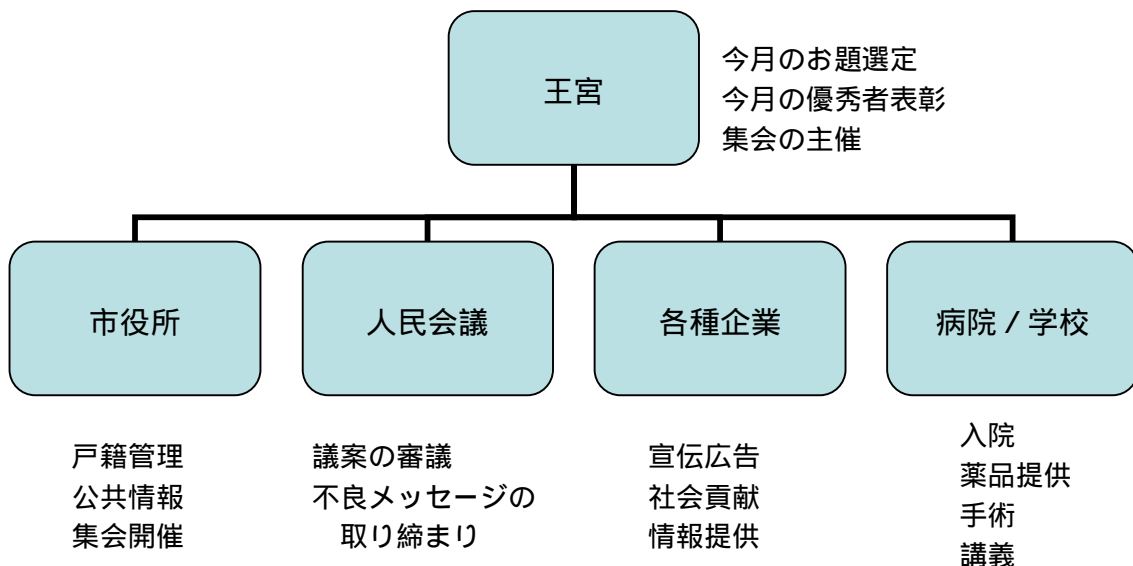 王宮
今月のお題選定
今月の優秀者表彰
集会の主催
市役所
人民会議
各種企業
病院 / 学校
戸籍管理
公共情報
集会開催
議案の審議
不良メッセージの
取り締まり
宣伝広告
社会貢献
情報提供
入院
薬品提供
手術
講義